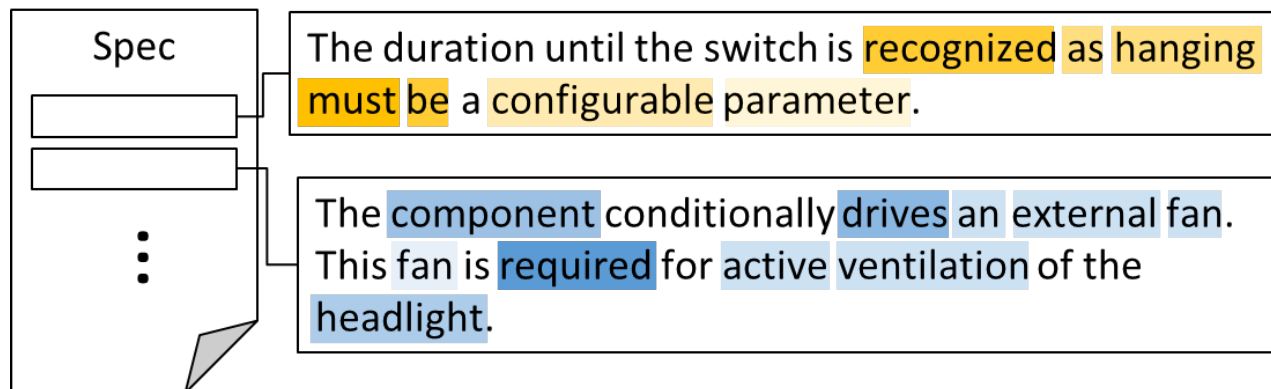 Spec
The duration until the switch is recognized as hanging
must be a configurable parameter.
The component conditionally drives an external fan.
This fan is required for active ventilation of the
headlight.